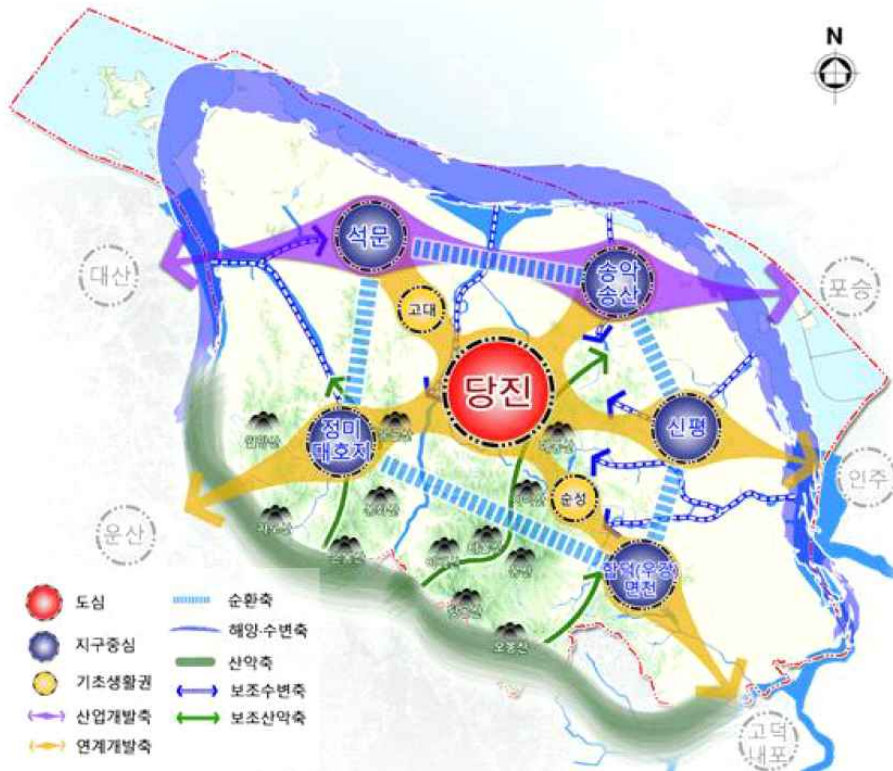 N
석문
송악
송산
대산
포승
고대
당진
정미
대호지
신평
인주
운산
순성
합덕(우강)
면천
오봉산
고덕
내포
도심
지구중심
기초생활권
산업개발축
연계개발축
순환축
해양·수변축
산악축
보조수변축
보조산악축